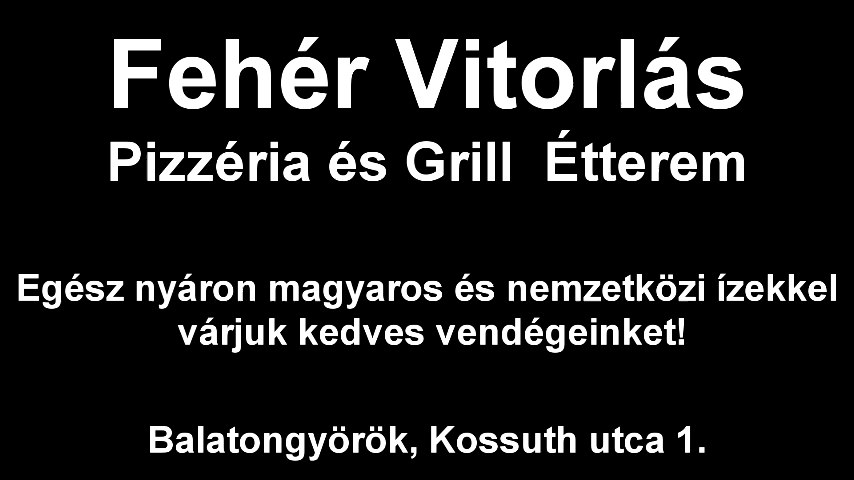 Fehér Vitorlás
Pizzéria és Grill Étterem
Egész nyáron magyaros és nemzetközi ízekkel
várjuk kedves vendégeinket!
Balatongyörök, Kossuth utca 1.